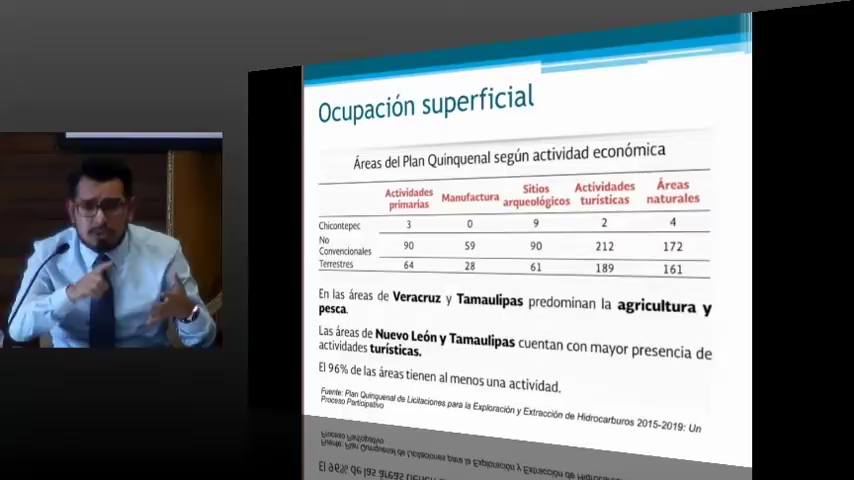 Ocupación superficial
Áreas del Plan Quinquenal según actividad económica
Actividades primarias Manufactura Sitios arqueológicos Actividades turísticas Áreas naturales
Chicontepec 3 0 9 2 4
No Convencionales 90 59 90 212 172
Terrestres 64 28 61 189 161
En las áreas de Veracruz y Tamaulipas predominan la agricultura y
pesca.
Las áreas de Nuevo León y Tamaulipas cuentan con mayor presencia de
actividades turísticas.
El 96% de las áreas tienen al menos una actividad.
Fuente: Plan Quinquenal de Licitaciones para la Exploración y Extracción de Hidrocarburos 2015-2019: Un
Proceso Participativo